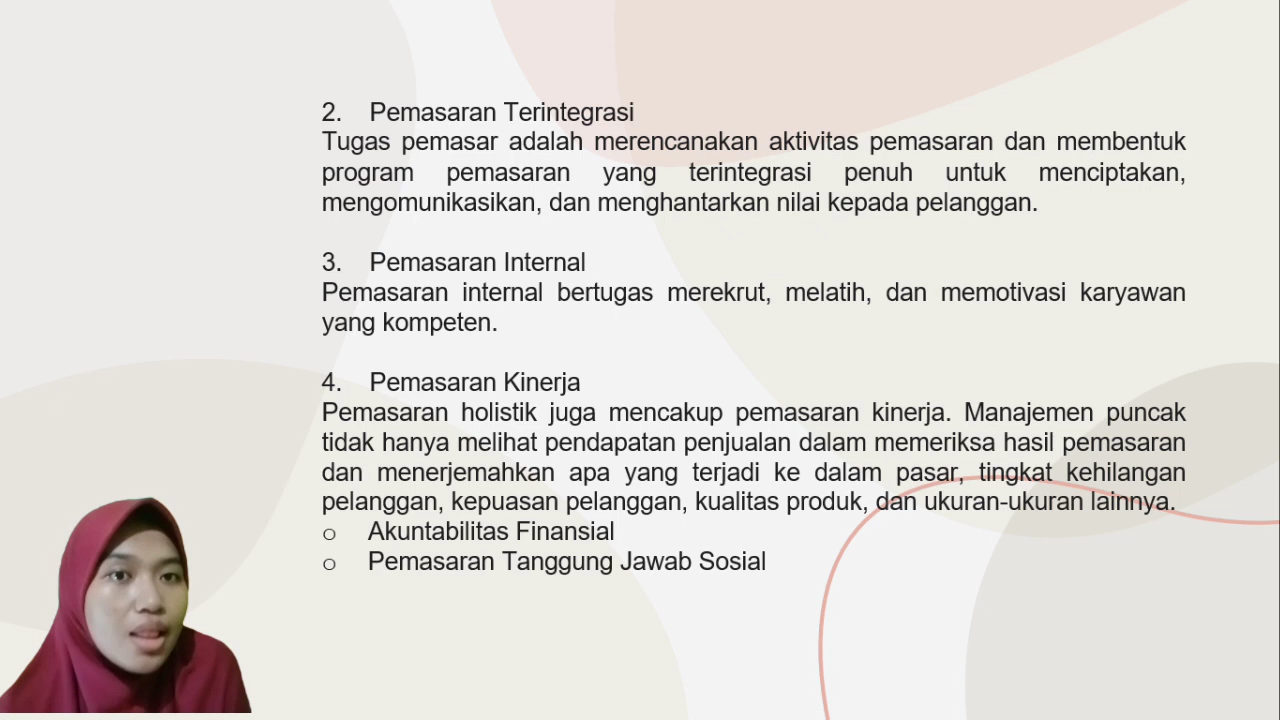 2. Pemasaran Terintegrasi
Tugas pemasar adalah merencanakan aktivitas pemasaran dan membentuk
program pemasaran yang terintegrasi penuh untuk menciptakan,
mengomunikasikan, dan menghantarkan nilai kepada pelanggan.
3. Pemasaran Internal
Pemasaran internal bertugas merekrut, melatih, dan memotivasi karyawan
yang kompeten.
4. Pemasaran Kinerja
Pemasaran holistik juga mencakup pemasaran kinerja. Manajemen puncak
tidak hanya melihat pendapatan penjualan dalam memeriksa hasil pemasaran
dan menerjemahkan apa yang terjadi ke dalam pasar, tingkat kehilangan
pelanggan, kepuasan pelanggan, kualitas produk, dan ukuran-ukuran lainnya.
o Akuntabilitas Finansial
o Pemasaran Tanggung Jawab Sosial